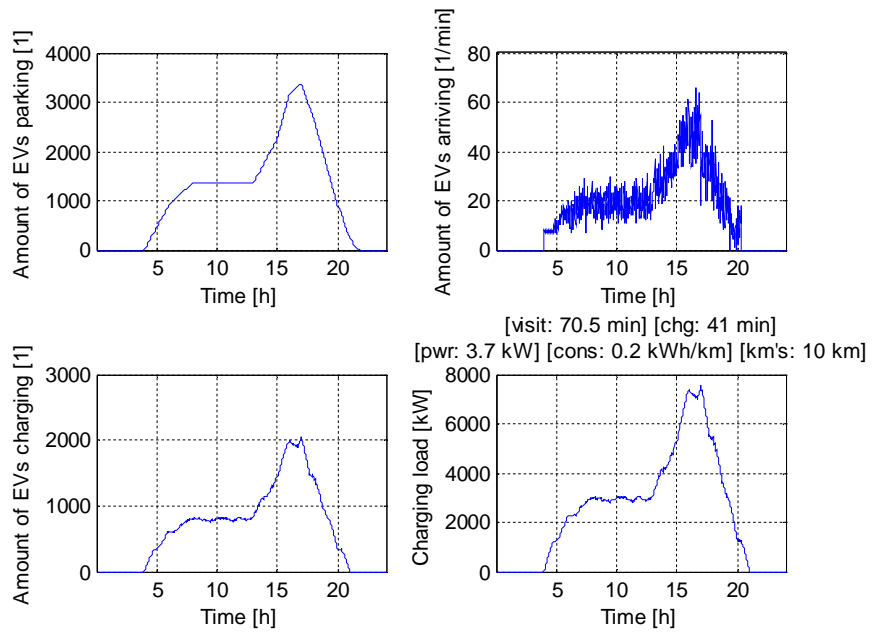 Amount of EVs parking [1]
4000
3000
2000
1000
0
5 10 15 20
Time [h]
Amount of EVs arriving [1/min]
80
60
40
20
0
5 10 15 20
Time [h]
[visit: 70.5 min] [chg: 41 min]
[pwr: 3.7 kW] [cons: 0.2 kWh/km] [km's: 10 km]
Amount of EVs charging [1]
3000
2000
1000
0
5 10 15 20
Time [h]
Charging load [kW]
8000
6000
4000
2000
0
5 10 15 20
Time [h]